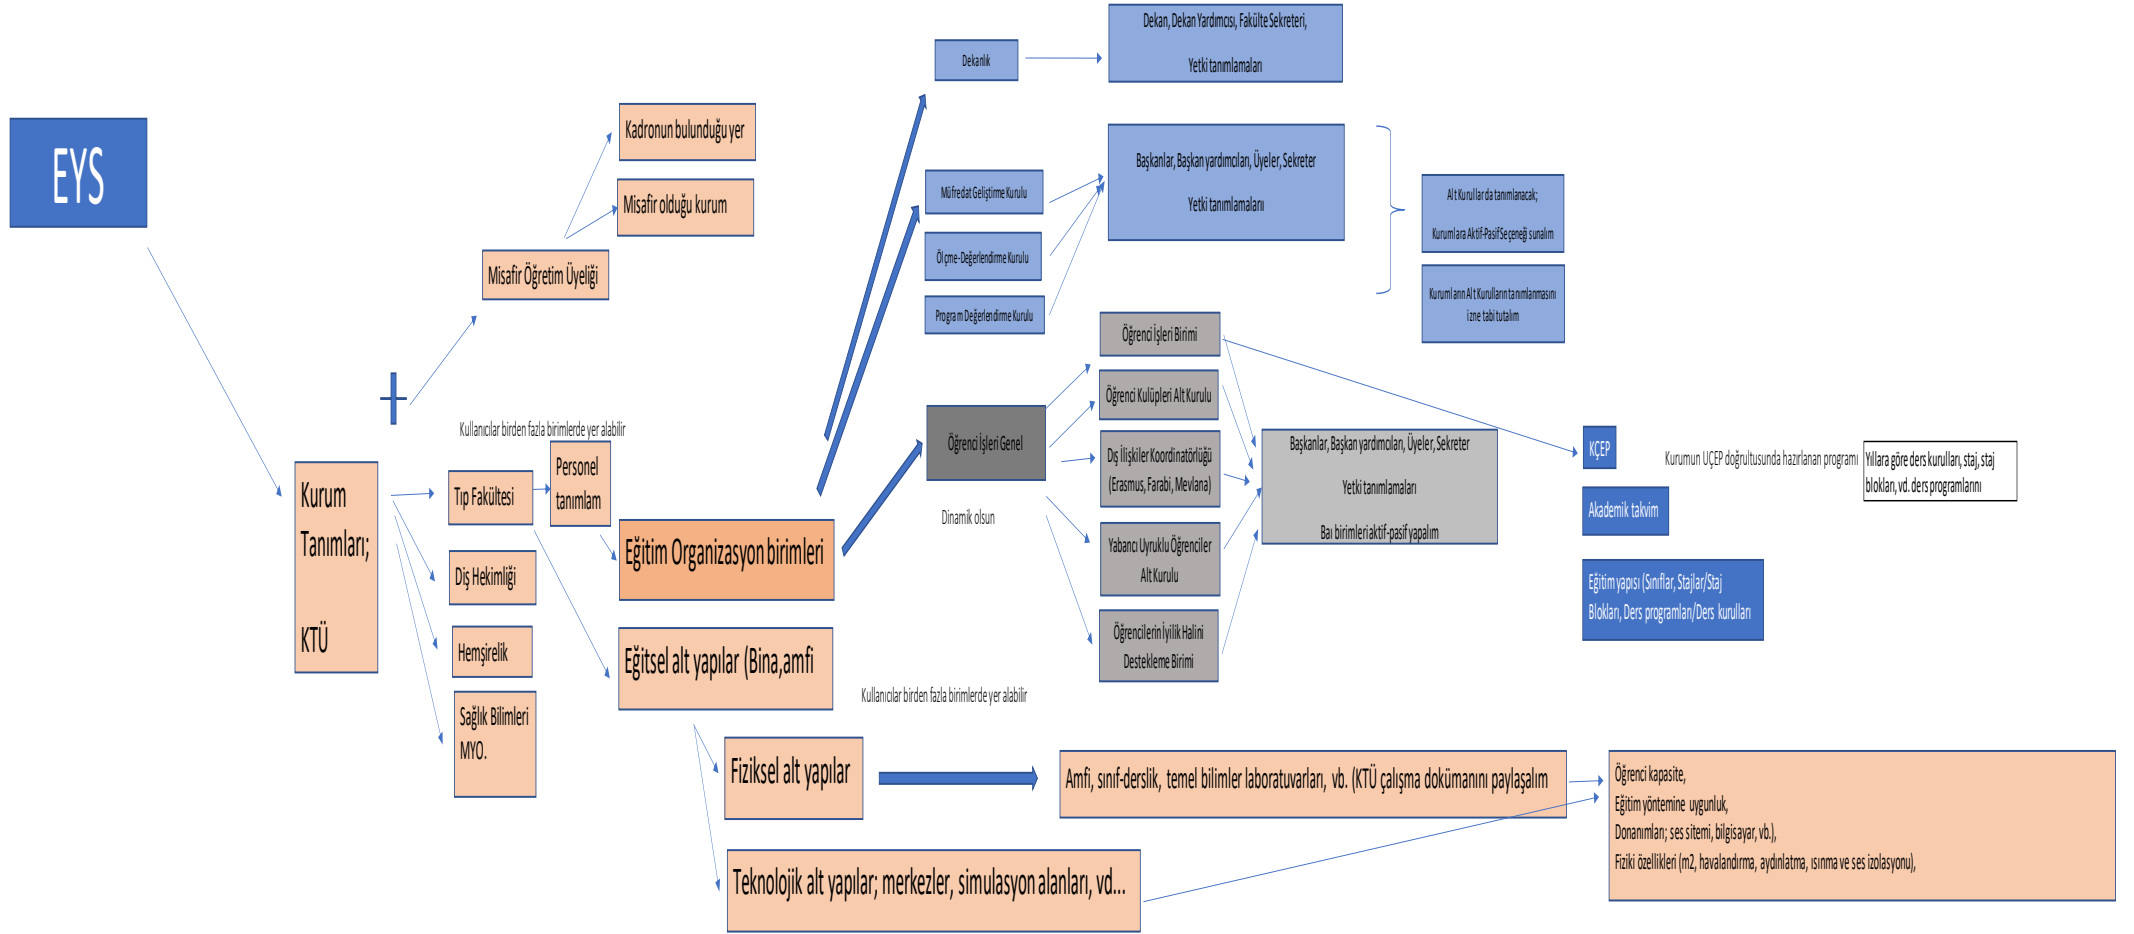 EYS
Kurum
Tanımları;
KTÜ
Misafir Öğretim Üyeliği
Kadronun bulunduğu yer
Misafir olduğu kurum
Kullanıcılar birden fazla birimlerde yer alabilir
Tıp Fakültesi
Diş Hekimliği
Hemşirelik
Sağlık Bilimleri
MYO.
Personel
tanımlam
Eğitim Organizasyon birimleri
Eğitsel alt yapılar (Bina,amfi
Fiziksel alt yapılar
Teknolojik alt yapılar; merkezler, simulasyon alanları, vd...
Kullanıcılar birden fazla birimlerde yer alabilir
Dekanlık
Dekan, Dekan Yardımcısı, Fakülte Sekreteri,
Yetki tanımlamaları
Müfredat Geliştirme Kurulu
Ölçme-Değerlendirme Kurulu
Program Değerlendirme Kurulu
Başkanlar, Başkan yardımcıları, Üyeler, Sekreter
Yetki tanımlamalarıı
Alt Kurullar da tanımlanacak;
Kurumlara Aktif-Pasif Seçeneği sunalım
Kurumların Alt Kurulların tanımlanmasını
izne tabi tutalım
Öğrenci İşleri Genel
Dinamik olsun
Öğrenci İşleri Birimi
Öğrenci Kulüpleri Alt Kurulu
Dış İlişkiler Koordinatörlüğü
(Erasmus, Farabi, Mevlana)
Yabancı Uyruklu Öğrenciler
Alt Kurulu
Öğrencilerin İyilik Halini
Destekleme Birimi
Başkanlar, Başkan yardımcıları, Üyeler, Sekreter
Yetki tanımlamaları
Baı birimleri aktif-pasif yapalım
KÇEP
Kurumun UÇEP doğrultusunda hazırlanan programı
Yıllara göre ders kurulları, staj, staj
blokları, vd. ders programlarını
Akademik takvim
Eğitim yapısı (Sınıflar, Stajlar/Staj
Blokları, Ders programları/Ders kurulları
Amfi, sınıf-derslik, temel bilimler laboratuvarları, vb. (KTÜ çalışma dokümanını paylaşalım
Öğrenci kapasite,
Eğitim yöntemine uygunluk,
Donanımları; ses sitemi, bilgisayar, vb.),
Fiziki özellikleri (m2, havalandırma, aydınlatma, ısınma ve ses izolasyonu),